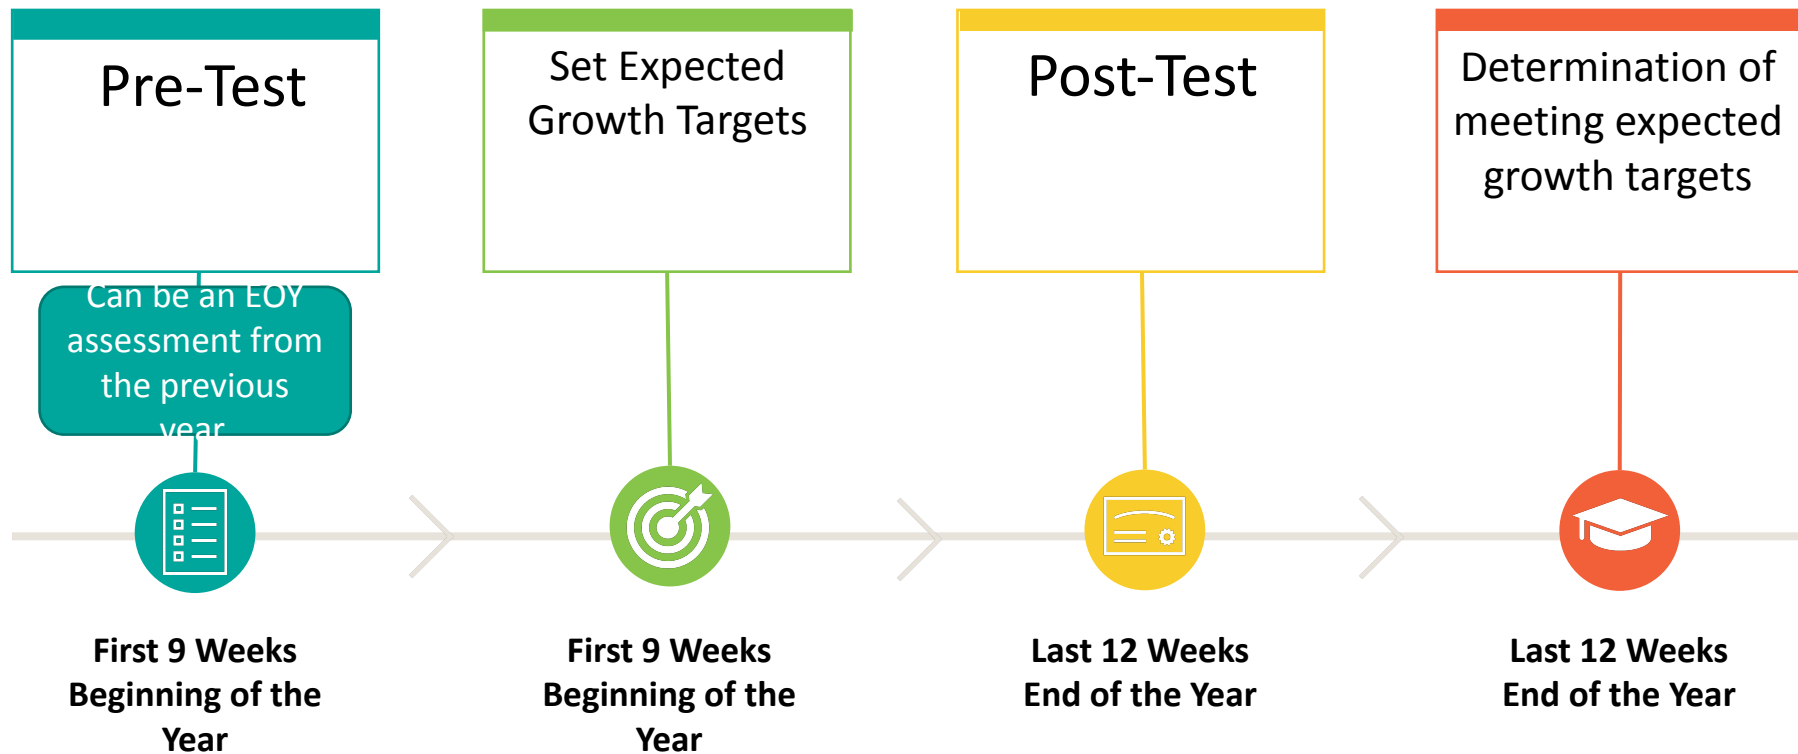 Pre-Test
Can be an EOY
assessment from
the previous
year
First 9 Weeks
Beginning of the
Year
Set Expected
Growth Targets
First 9 Weeks
Beginning of the
Year
Post-Test
Last 12 Weeks
End of the Year
Determination of
meeting expected
growth targets
Last 12 Weeks
End of the Year